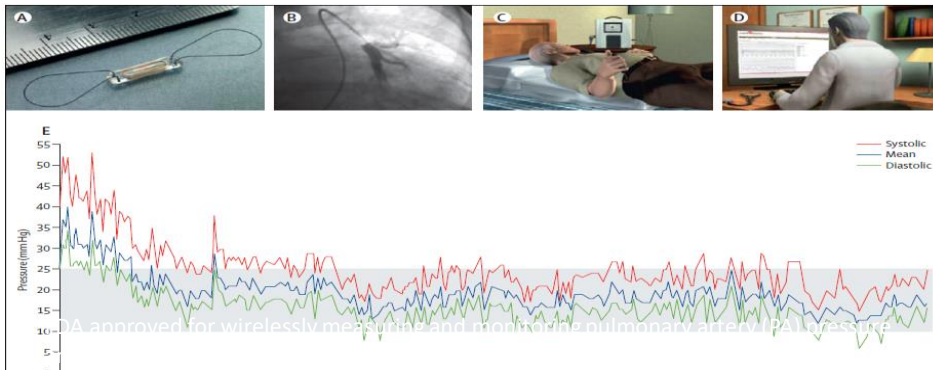 A
B
C
D
E
Systolic
Mean
Diastolic
55
50
45
40
35
30
25
20
15
10
5
Pressure (mm Hg)
DA approved for wirelessly measuring and monitoring pulmonary artery (PA) pressure